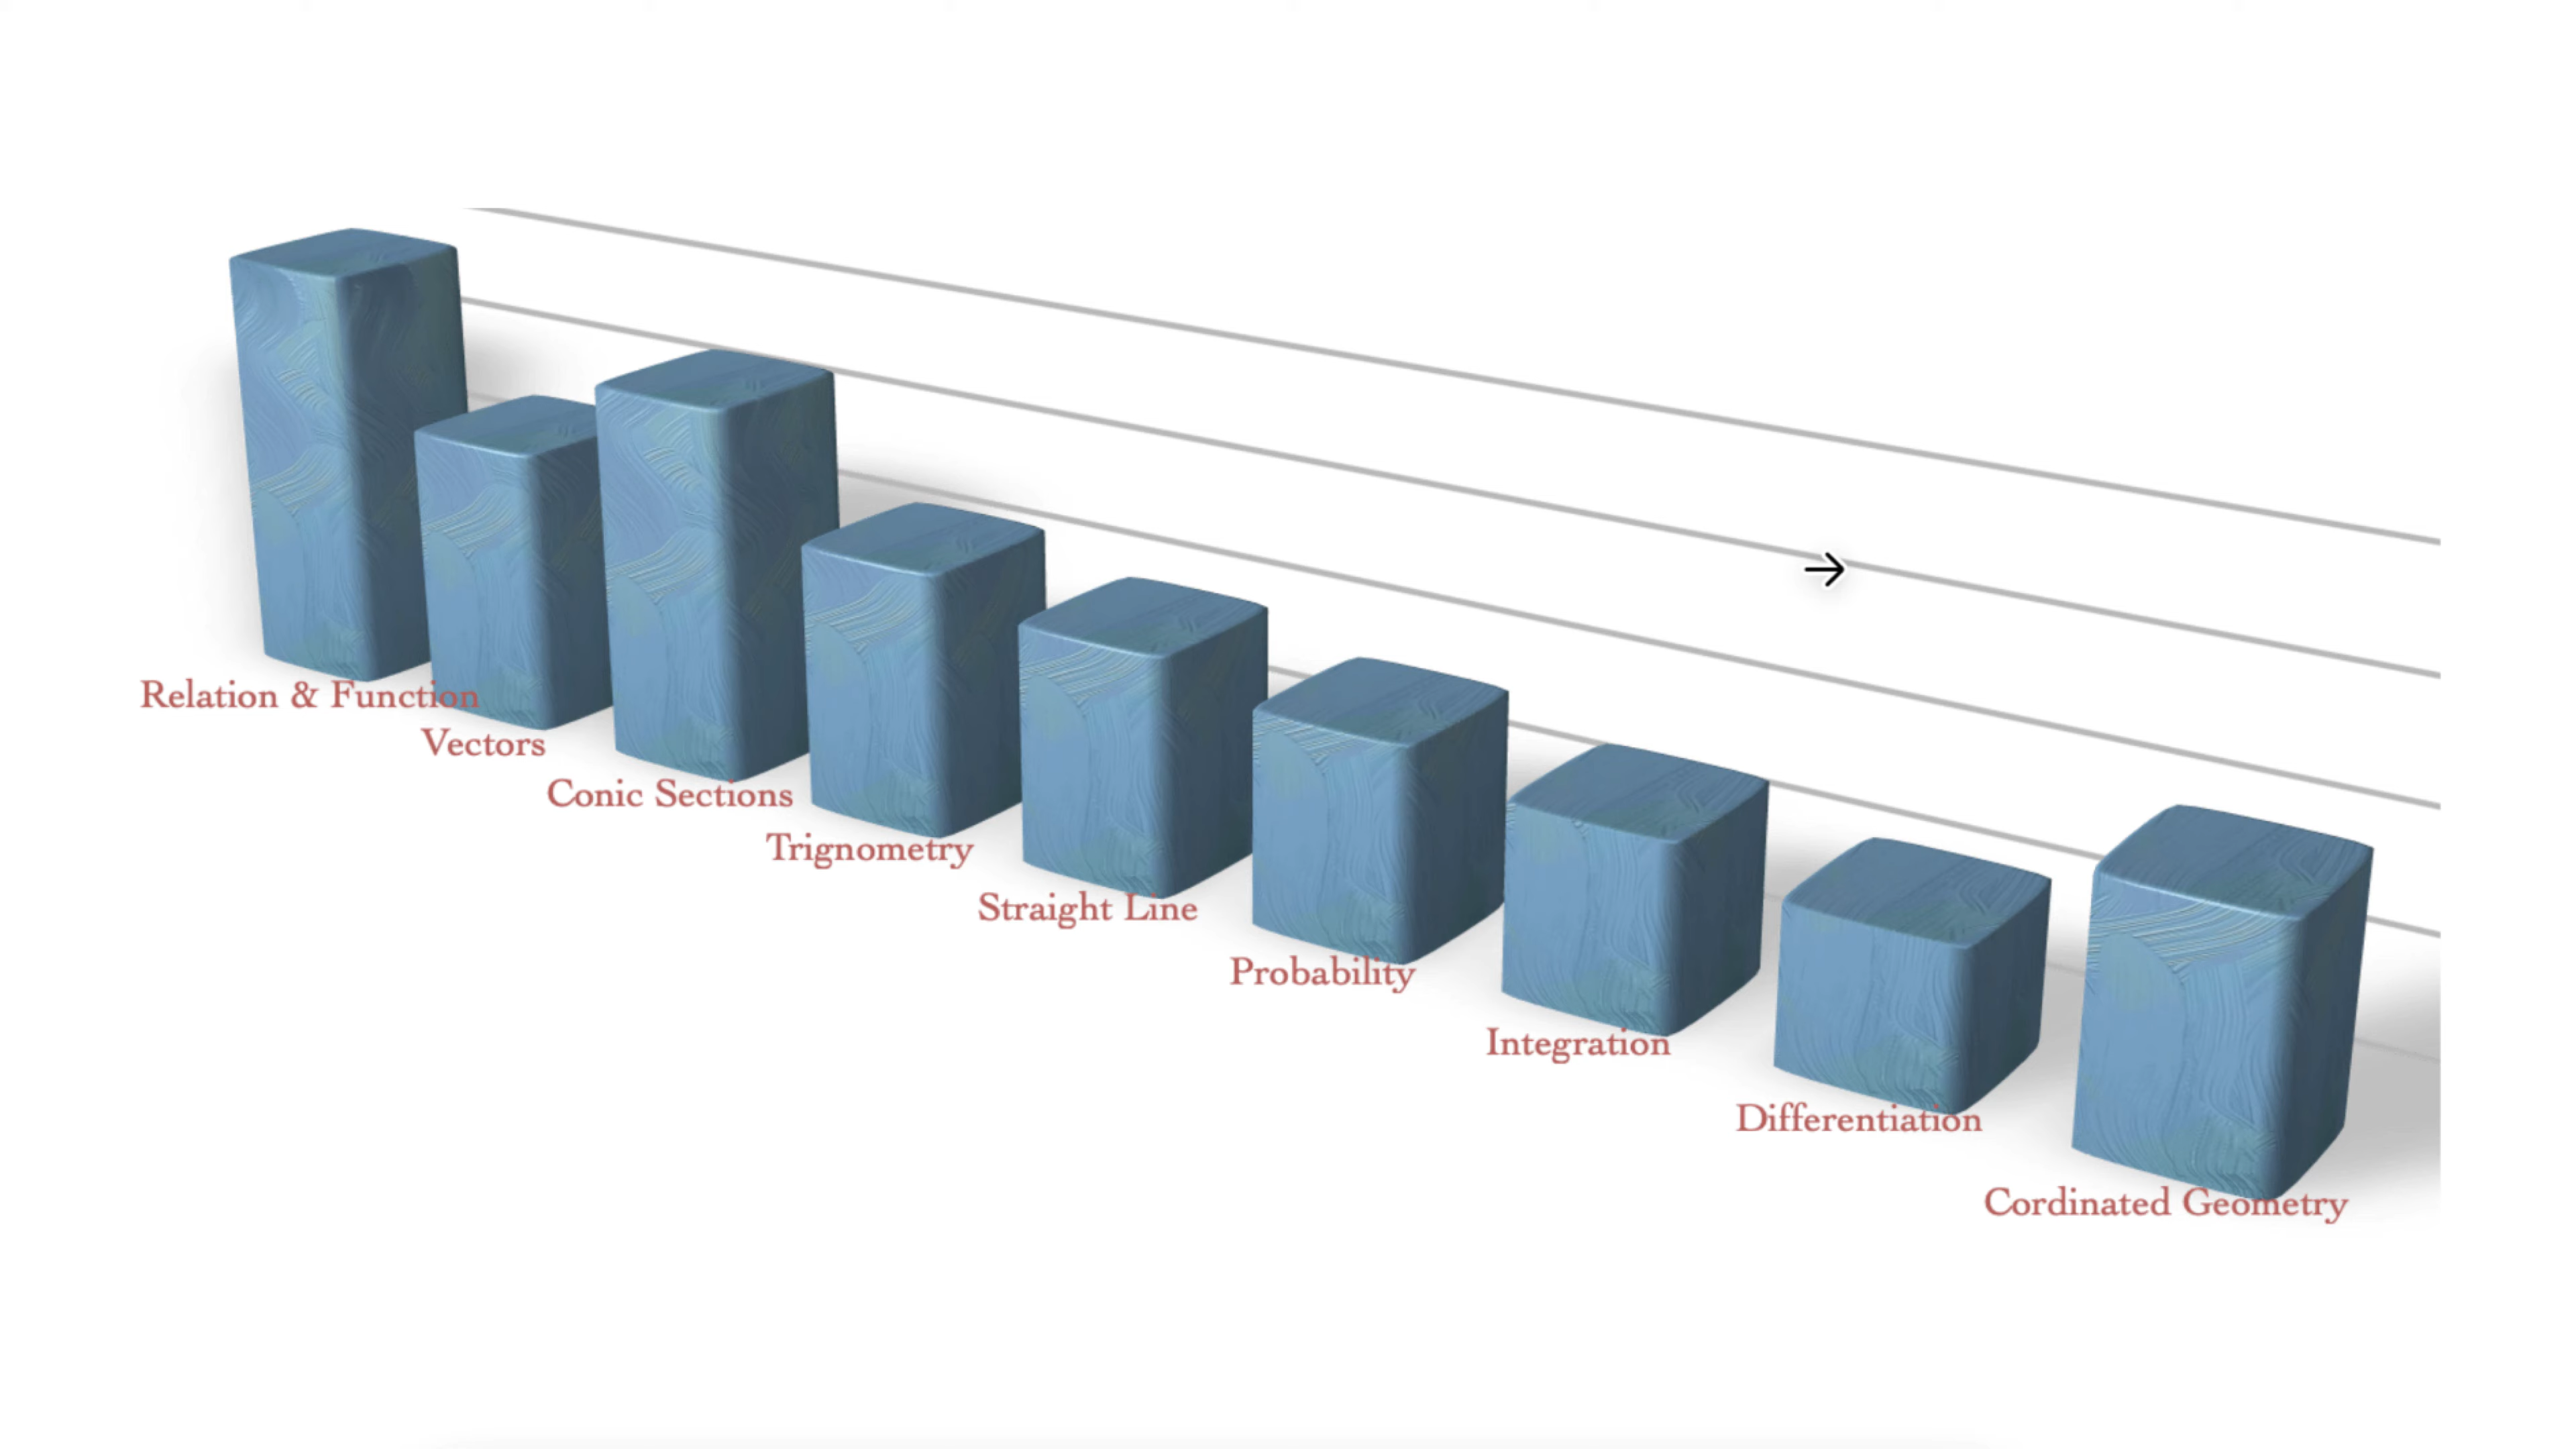 Relation & Function
Vectors
Conic Sections
Trignometry
Straight Line
Probability
Integration
Differentiation
Cordinated Geometry